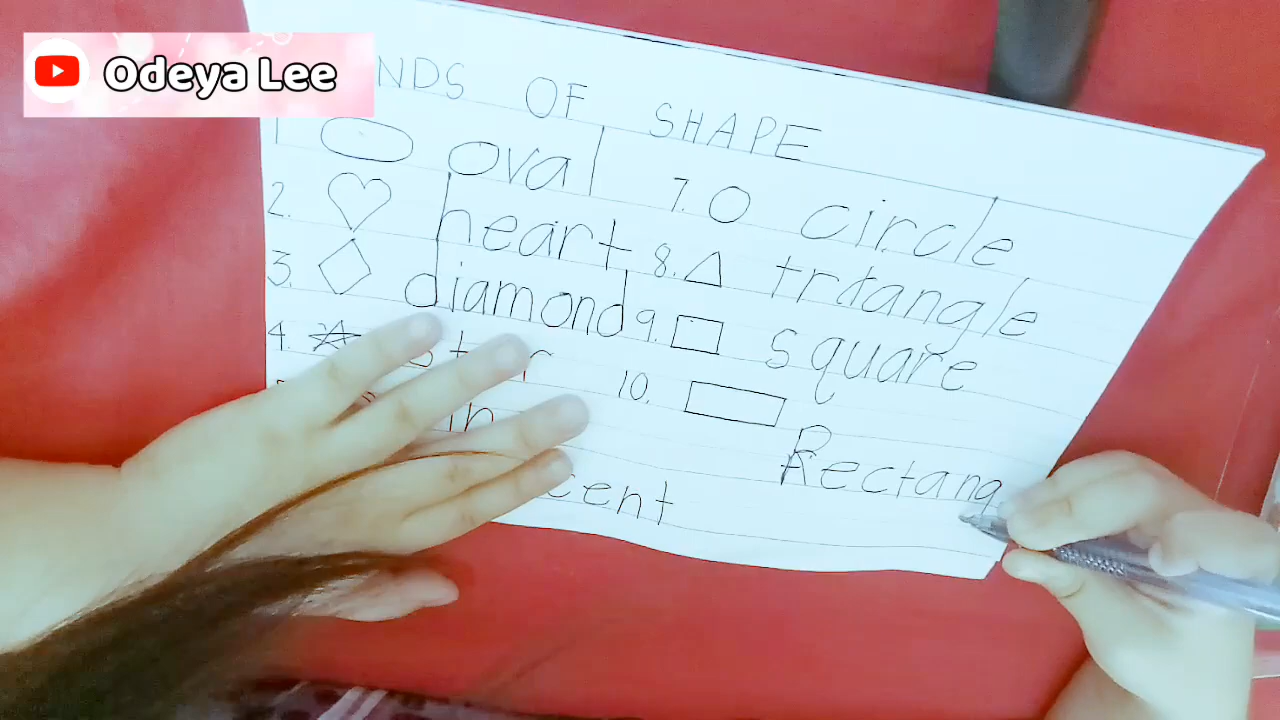 Odeya Lee
NDS OF SHAPE
1. oval
2. heart
3. diamond
4.
cent
7. circle
8. triangle
9. square
10. Rectang